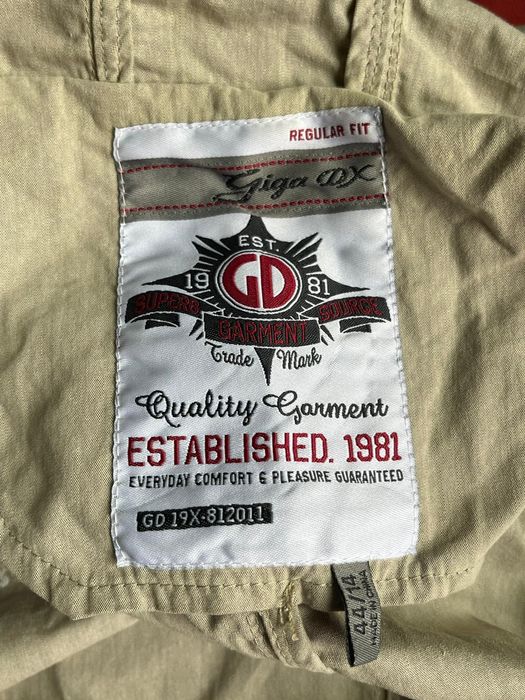 REGULAR FIT
Giga DX
EST.
19 GD 81
SUPERB GARMENT SOURCE
Trade Mark
Quality Garment
ESTABLISHED. 1981
EVERYDAY COMFORT & PLEASURE GUARANTEED
GD 19X-812011
44/14
MADE IN CHINA